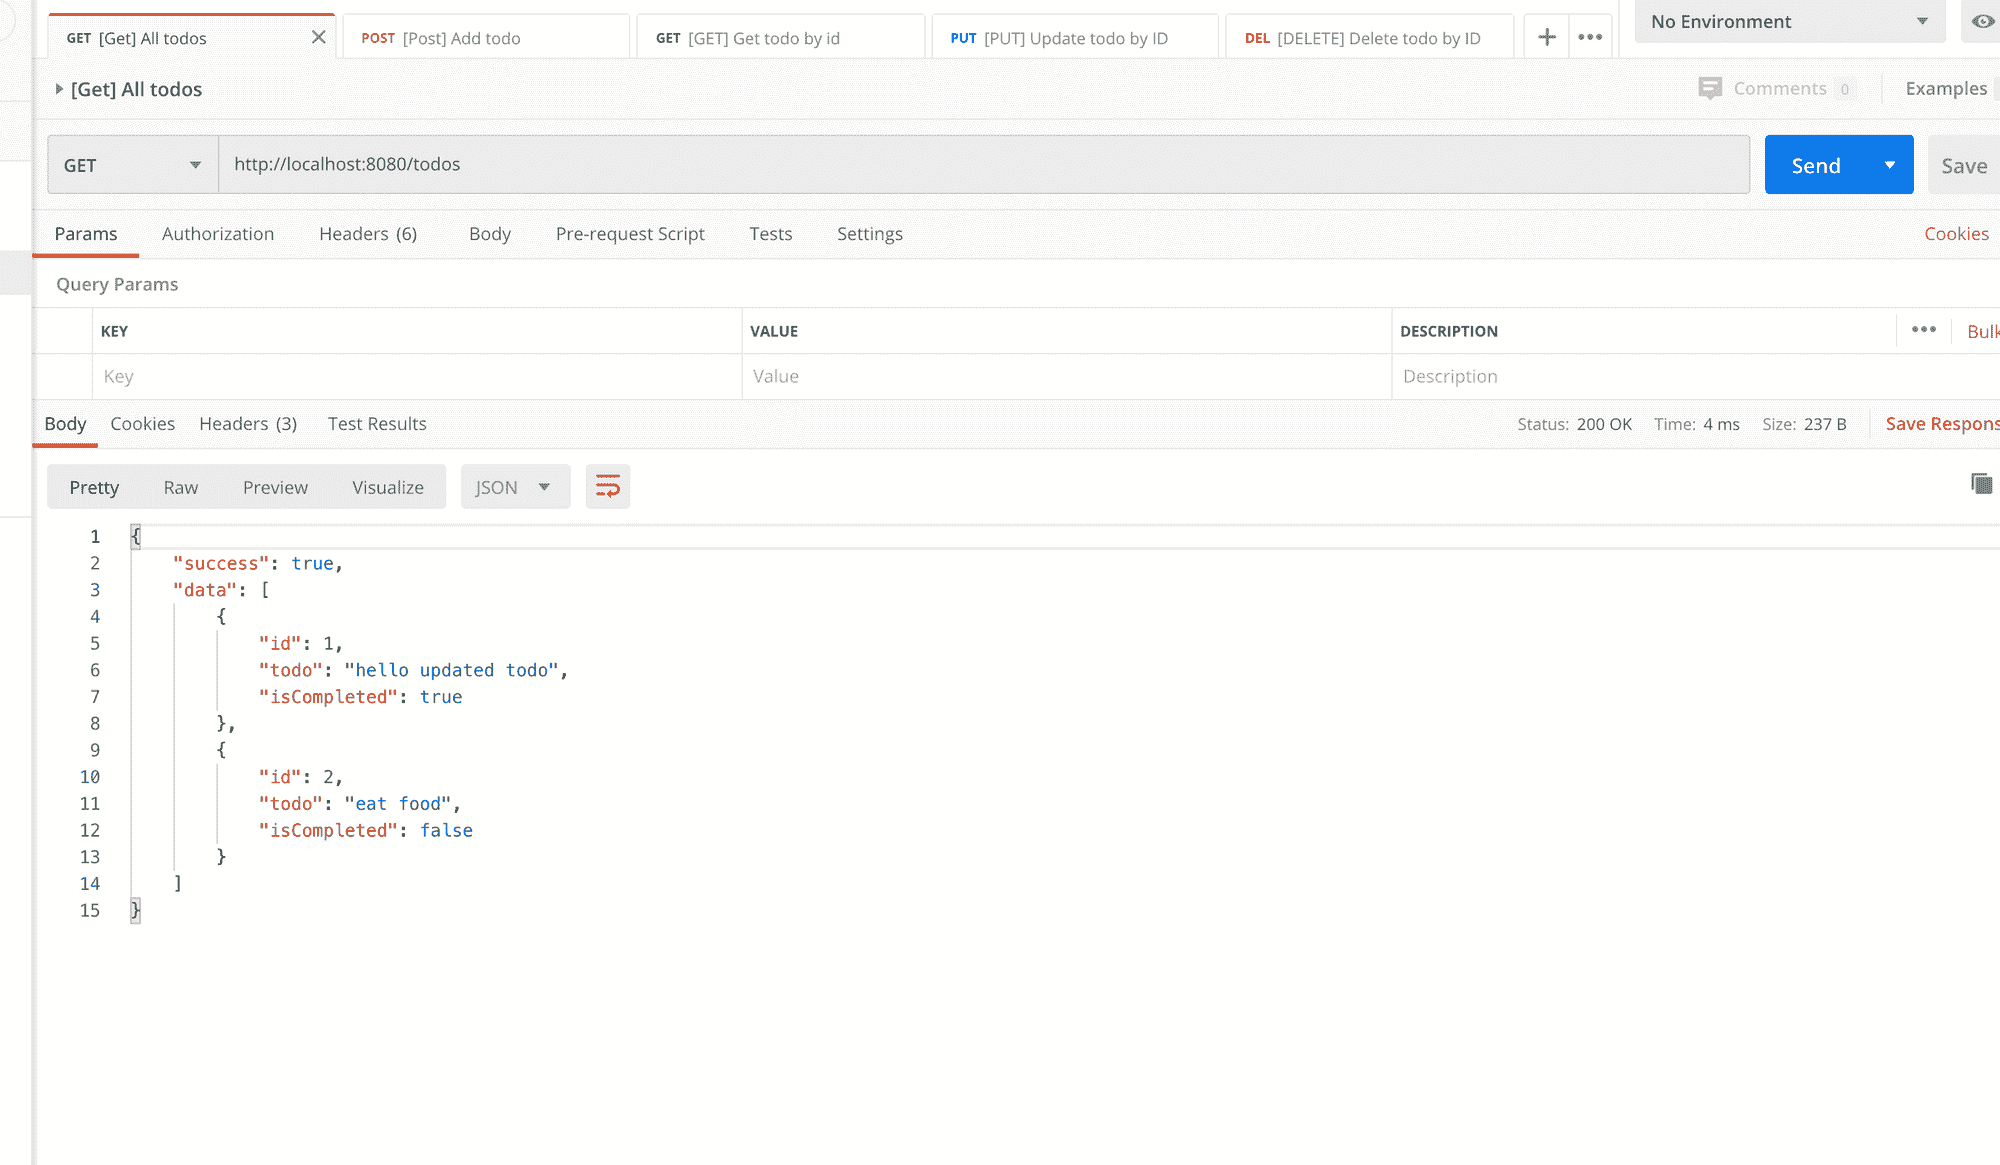 GET [Get] All todos POST [Post] Add todo GET [GET] Get todo by id PUT [PUT] Update todo by ID DEL [DELETE] Delete todo by ID No Environment
[Get] All todos Comments 0 Examples
GET http://localhost:8080/todos Send Save
Params Authorization Headers (6) Body Pre-request Script Tests Settings Cookies
Query Params
KEY VALUE DESCRIPTION Bulk
Key Value Description
Body Cookies Headers (3) Test Results Status: 200 OK Time: 4 ms Size: 237 B Save Respons
Pretty Raw Preview Visualize JSON
1 {
2 "success": true,
3 "data": [
4 {
5 "id": 1,
6 "todo": "hello updated todo",
7 "isCompleted": true
8 },
9 {
10 "id": 2,
11 "todo": "eat food",
12 "isCompleted": false
13 }
14 ]
15 }